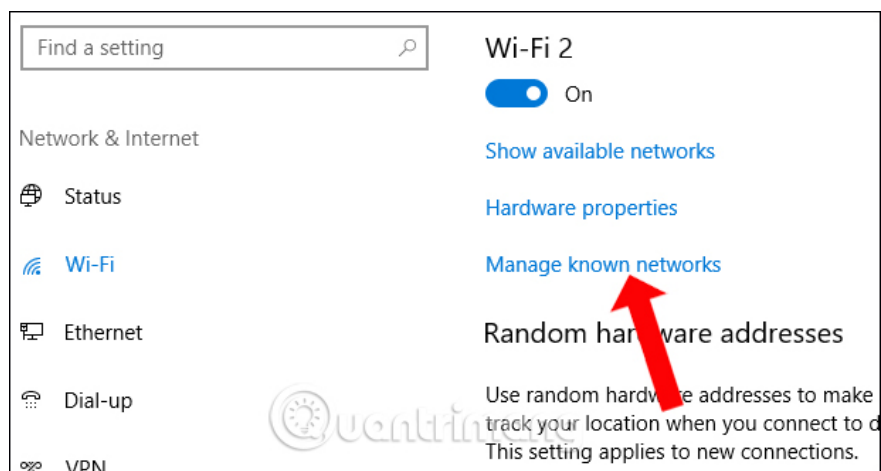 Find a setting
Network & Internet
Status
Wi-Fi
Ethernet
Dial-up
VPN
Wi-Fi 2
On
Show available networks
Hardware properties
Manage known networks
Random hardware addresses
Use random hardware addresses to make
track your location when you connect to d
This setting applies to new connections.
Quantrimang